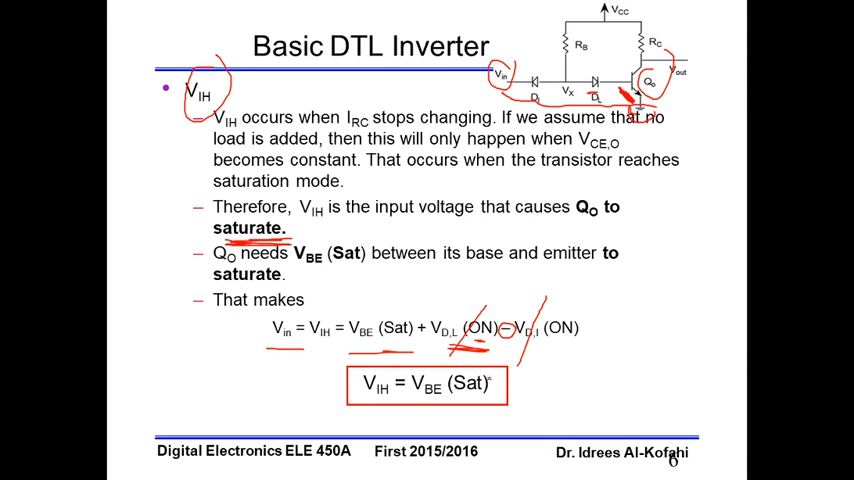 Basic DTL Inverter
VCC
RB
RC
Vin
Vout
DI
VX
DL
QO
• VIH
– VIH occurs when IRC stops changing. If we assume that no
load is added, then this will only happen when VCE,O
becomes constant. That occurs when the transistor reaches
saturation mode.
– Therefore, VIH is the input voltage that causes QO to
saturate.
– QO needs VBE (Sat) between its base and emitter to
saturate.
– That makes
Vin = VIH = VBE (Sat) + VD,L (ON) – VD,I (ON)
VIH = VBE (Sat)
Digital Electronics ELE 450A First 2015/2016 Dr. Idrees Al-Kofahi
6